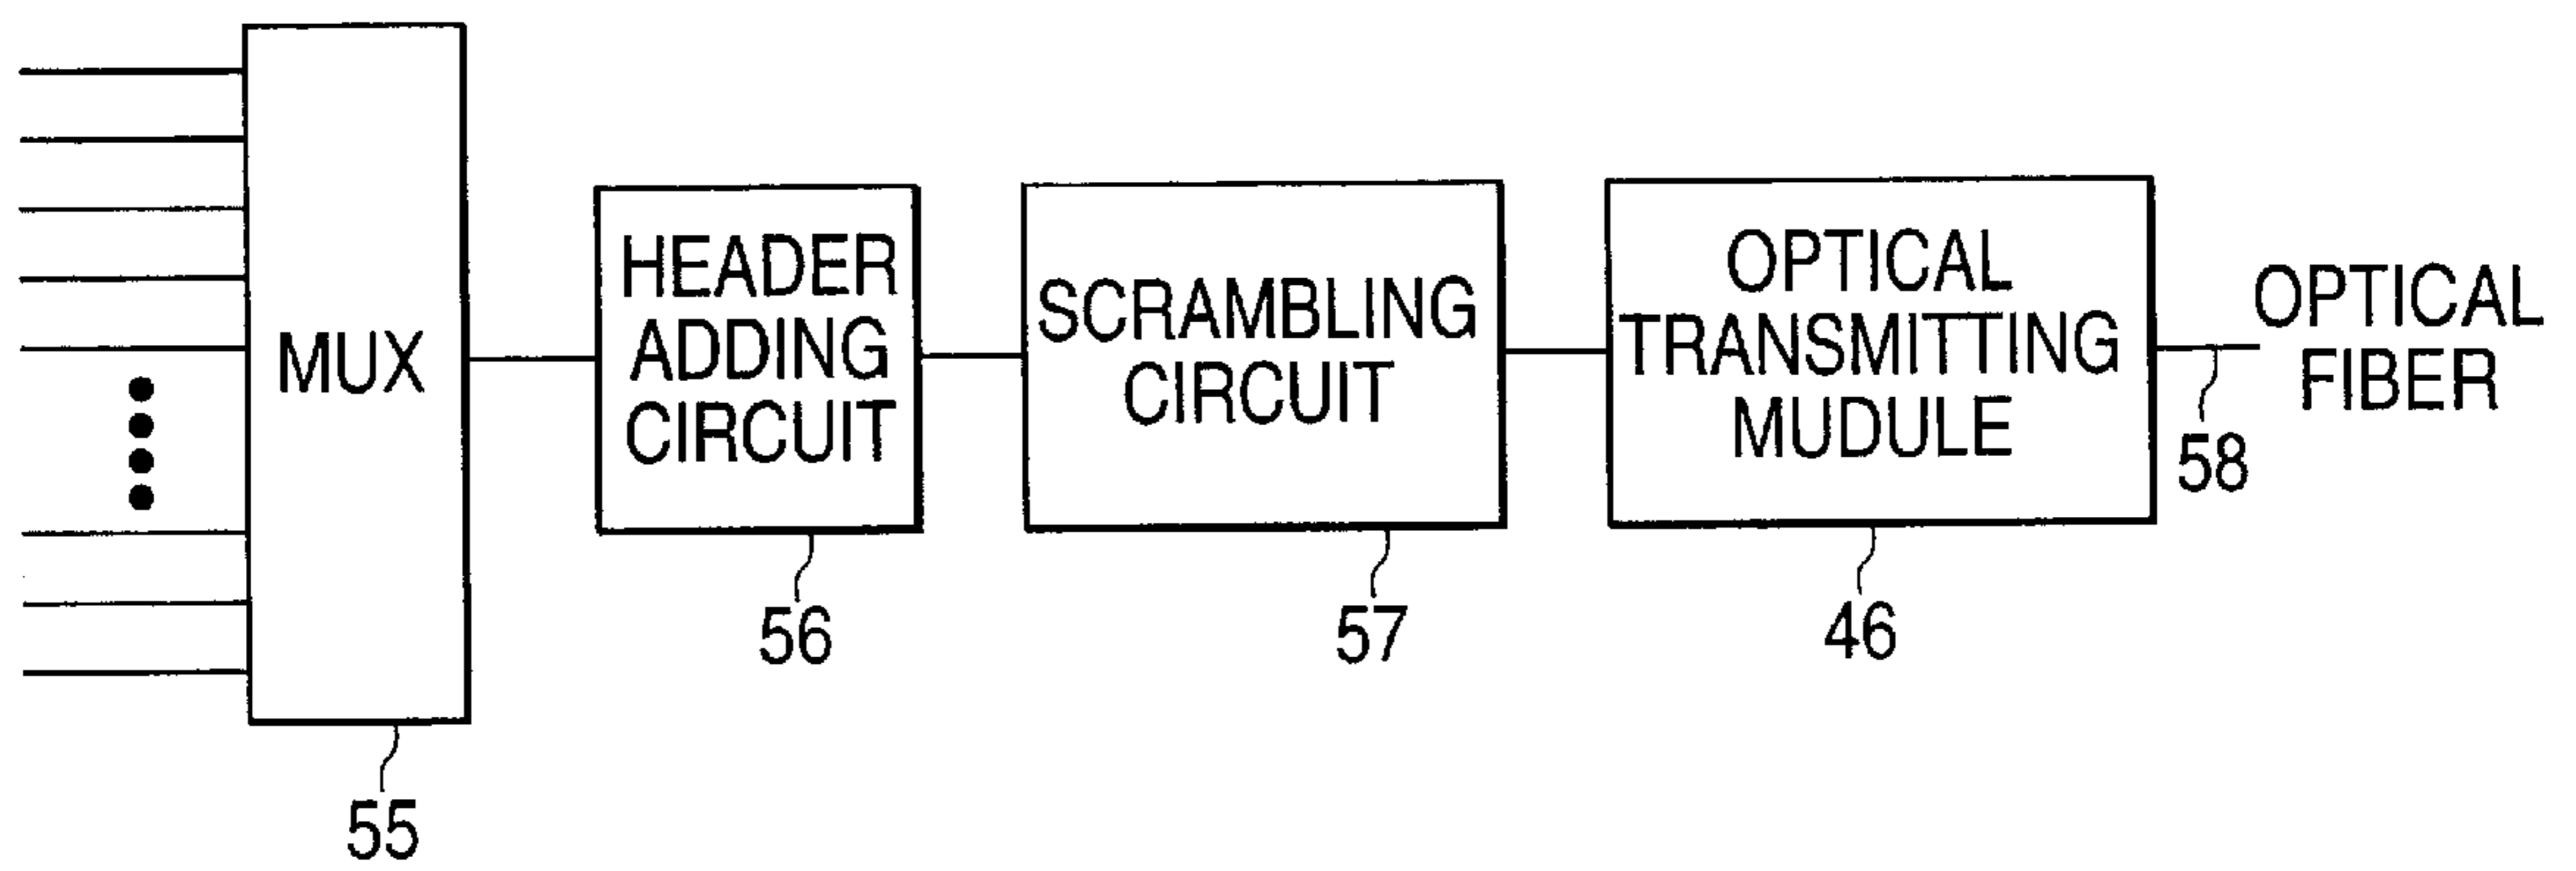 MUX
HEADER
ADDING
CIRCUIT
SCRAMBLING
CIRCUIT
OPTICAL
TRANSMITTING
MUDULE
OPTICAL
FIBER
58
56
57
46
55